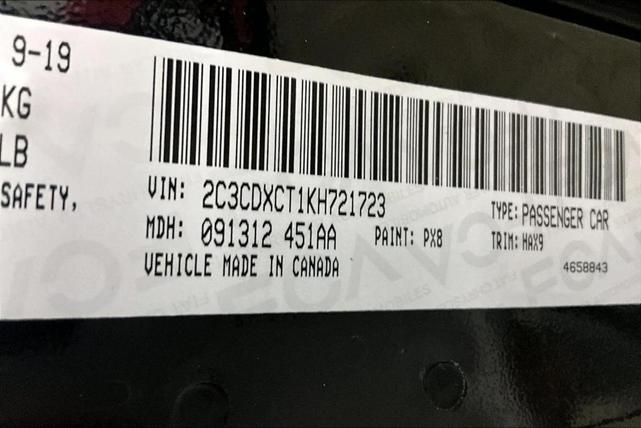 9-19
KG
LB
SAFETY,
VIN: 2C3CDXCT1KH721723
TYPE: PASSENGER CAR
MDH: 091312 451AA
PAINT: PX8
TRIM: HAX9
VEHICLE MADE IN CANADA
4658843